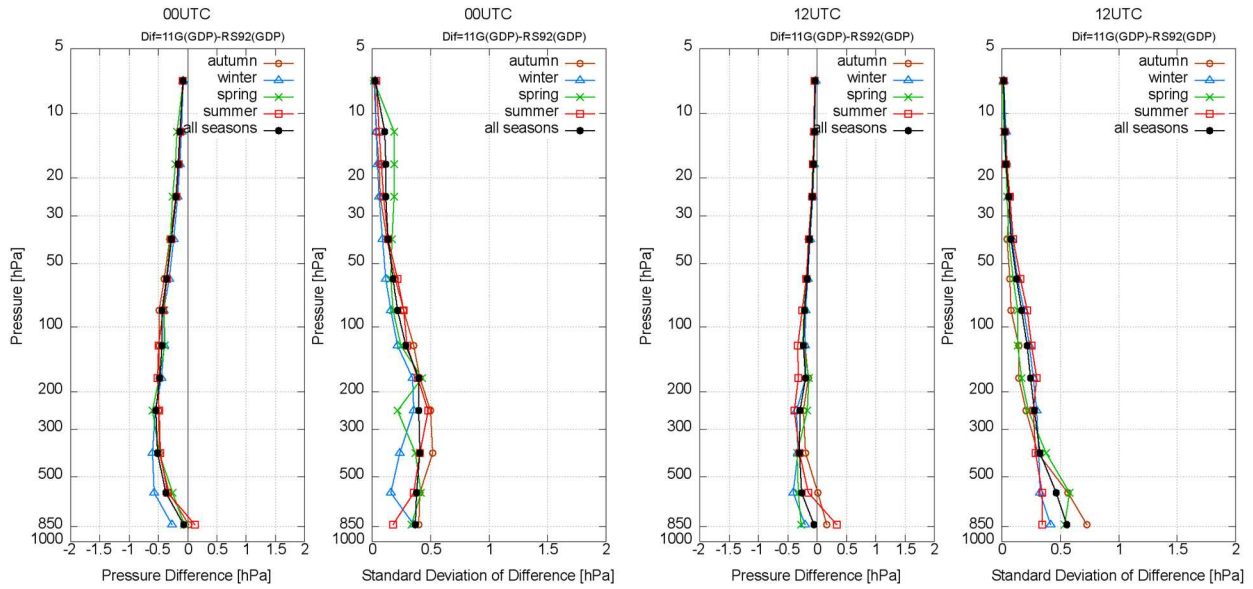 00UTC
Dif=11G(GDP)-RS92(GDP)
5
10
20
30
50
100
200
300
500
850
1000
Pressure [hPa]
autumn
winter
spring
summer
all seasons
-2 -1.5 -1 -0.5 0 0.5 1 1.5 2
Pressure Difference [hPa]
00UTC
Dif=11G(GDP)-RS92(GDP)
5
10
20
30
50
100
200
300
500
850
1000
Pressure [hPa]
autumn
winter
spring
summer
all seasons
0 0.5 1 1.5 2
Standard Deviation of Difference [hPa]
12UTC
Dif=11G(GDP)-RS92(GDP)
5
10
20
30
50
100
200
300
500
850
1000
Pressure [hPa]
autumn
winter
spring
summer
all seasons
-2 -1.5 -1 -0.5 0 0.5 1 1.5 2
Pressure Difference [hPa]
12UTC
Dif=11G(GDP)-RS92(GDP)
5
10
20
30
50
100
200
300
500
850
1000
Pressure [hPa]
autumn
winter
spring
summer
all seasons
0 0.5 1 1.5 2
Standard Deviation of Difference [hPa]